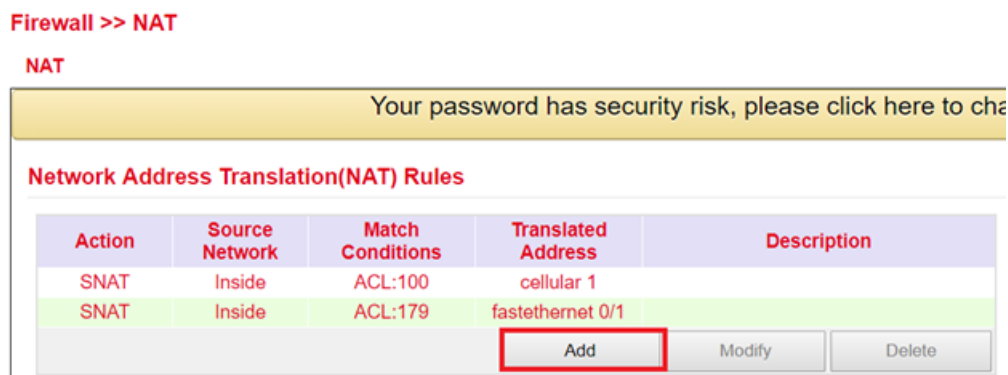 Firewall >> NAT
NAT
Your password has security risk, please click here to cha
Network Address Translation(NAT) Rules
Action Source Network Match Conditions Translated Address Description
SNAT Inside ACL:100 cellular 1
SNAT Inside ACL:179 fastethernet 0/1
Add Modify Delete